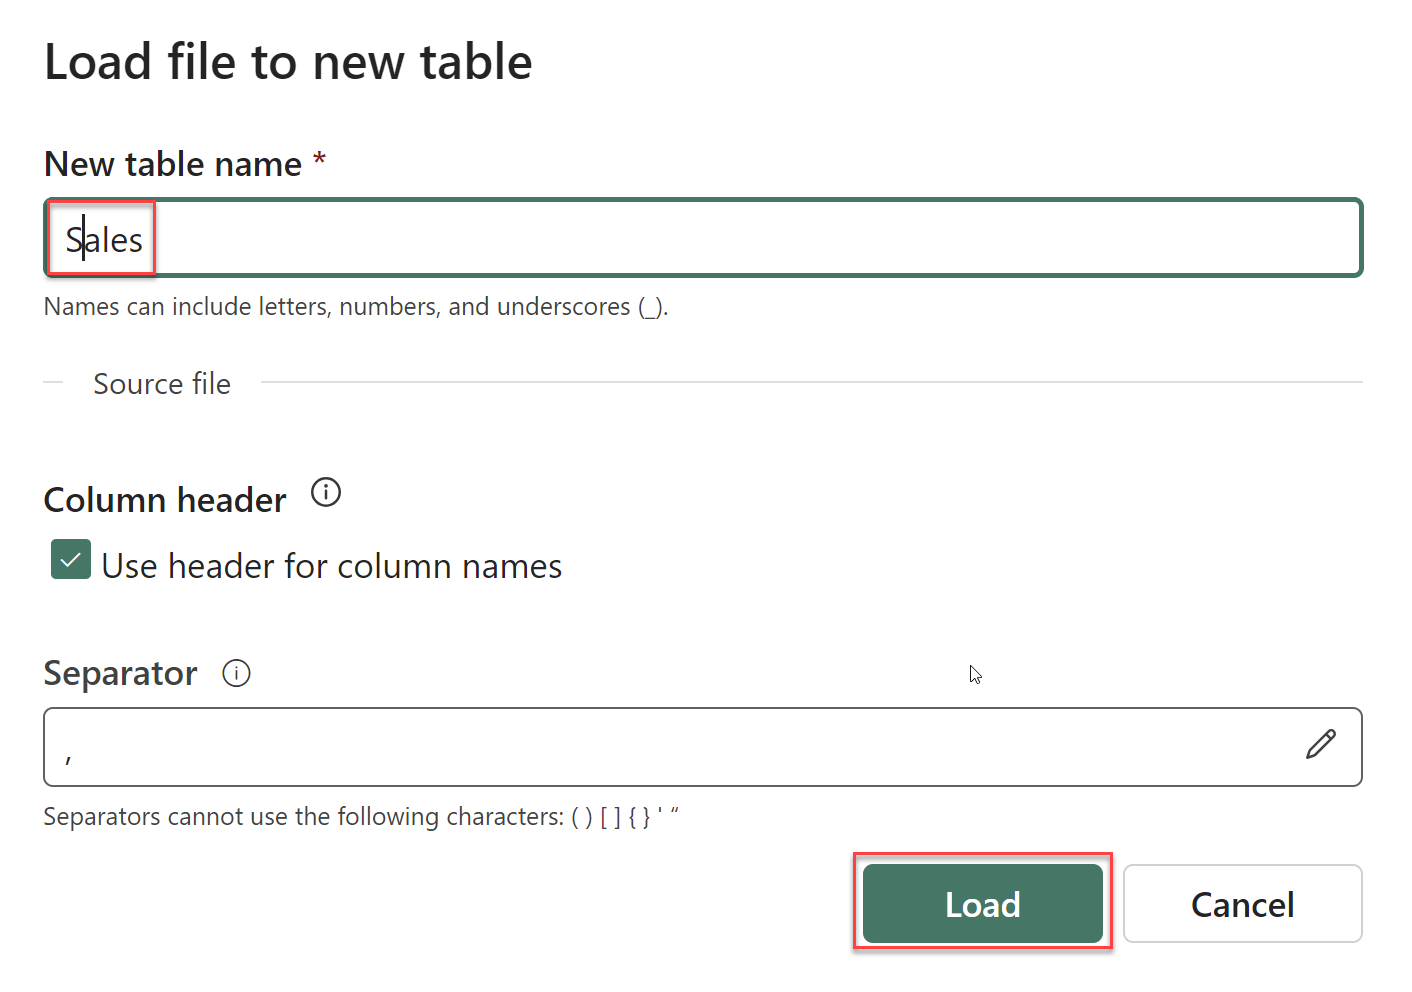 Load file to new table
New table name *
Sales
Names can include letters, numbers, and underscores (_).
Source file
Column header
Use header for column names
Separator
,
Separators cannot use the following characters: ( ) [ ] { } ' “
Load
Cancel